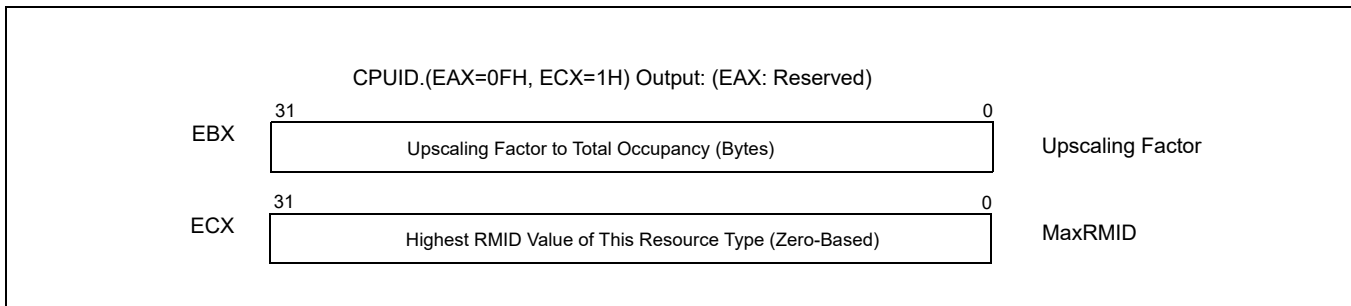 CPUID.(EAX=0FH, ECX=1H) Output: (EAX: Reserved)
31 0
EBX Upscaling Factor to Total Occupancy (Bytes) Upscaling Factor
31 0
ECX Highest RMID Value of This Resource Type (Zero-Based) MaxRMID